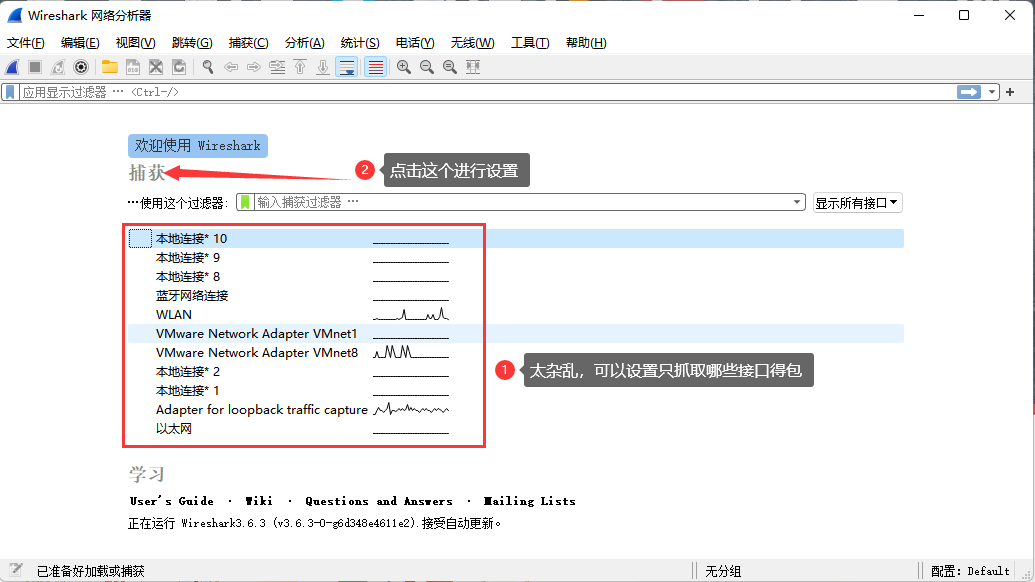 Wireshark 网络分析器
文件(F) 编辑(E) 视图(V) 跳转(G) 捕获(C) 分析(A) 统计(S) 电话(Y) 无线(W) 工具(T) 帮助(H)
应用显示过滤器 … <Ctrl-/>
欢迎使用 Wireshark
捕获
2 点击这个进行设置
…使用这个过滤器: 输入捕获过滤器 … 显示所有接口
本地连接* 10
本地连接* 9
本地连接* 8
蓝牙网络连接
WLAN
VMware Network Adapter VMnet1
VMware Network Adapter VMnet8
1 太杂乱，可以设置只抓取哪些接口得包
本地连接* 2
本地连接* 1
Adapter for loopback traffic capture
以太网
学习
User's Guide · Wiki · Questions and Answers · Mailing Lists
正在运行 Wireshark3.6.3 (v3.6.3-0-g6d348e4611e2).接受自动更新。
已准备好加载或捕获 无分组 配置: Default